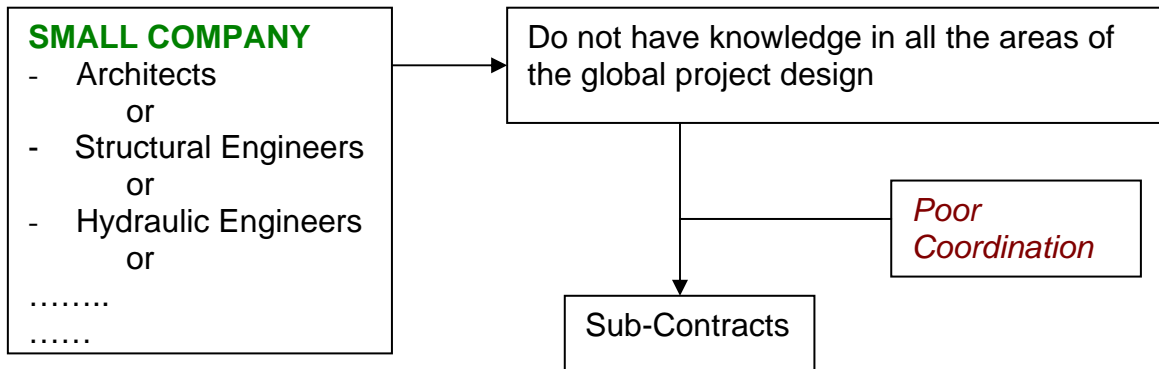 SMALL COMPANY
- Architects
or
- Structural Engineers
or
- Hydraulic Engineers
or
……..
……
Do not have knowledge in all the areas of
the global project design
Poor
Coordination
Sub-Contracts